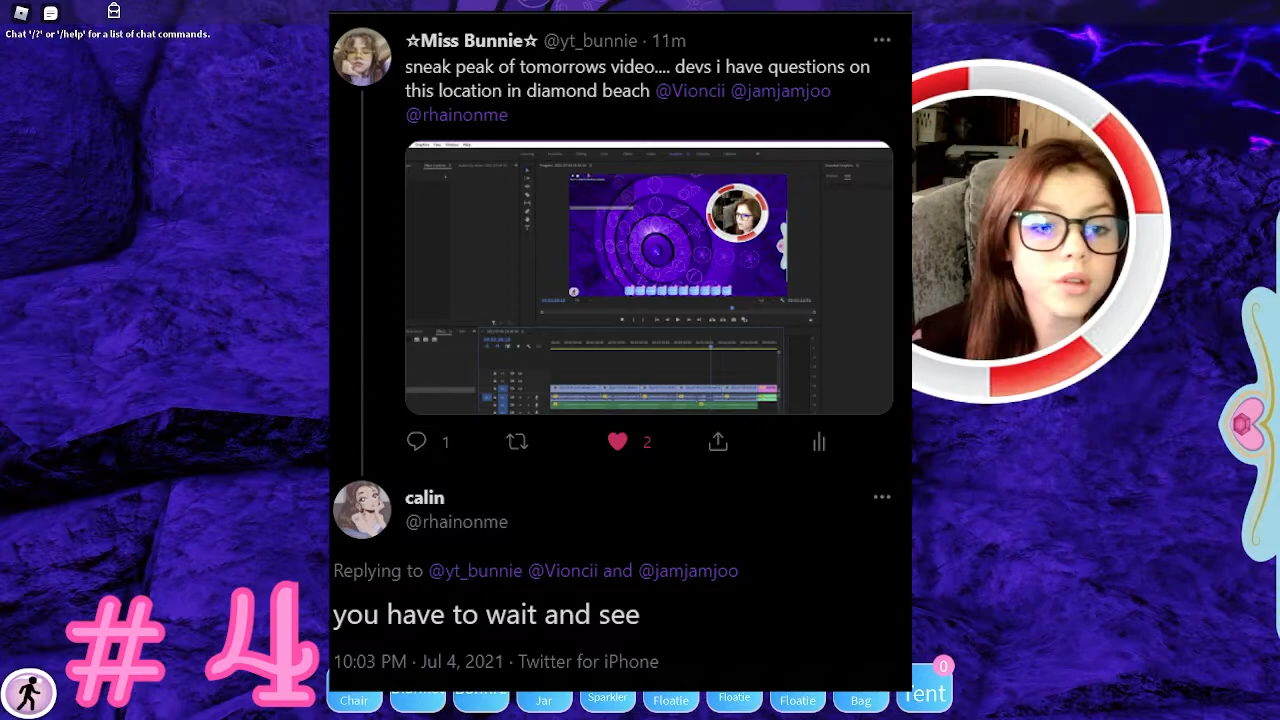 Chat '/?' or '/help' for a list of chat commands.
☆Miss Bunnie☆ @yt_bunnie · 11m
sneak peak of tomorrows video.... devs i have questions on
this location in diamond beach @Vioncii @jamjamjoo
@rhainonme
1
2
calin
@rhainonme
Replying to @yt_bunnie @Vioncii and @jamjamjoo
you have to wait and see
10:03 PM · Jul 4, 2021 · Twitter for iPhone
# 4
0
Chair
Jar
Sparkler
Floatie
Floatie
Floatie
Bag
Tent